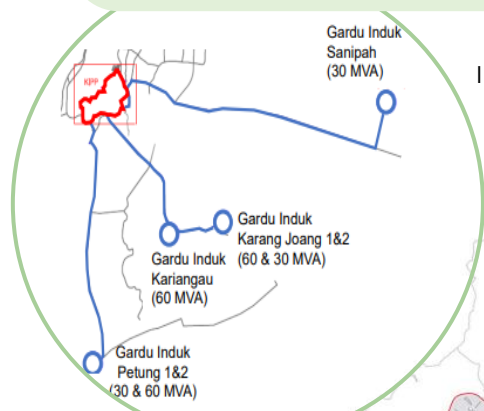 Gardu Induk
Sanipah
(30 MVA)
KIPP
Gardu Induk
Karang Joang 1&2
(60 & 30 MVA)
Gardu Induk
Kariangau
(60 MVA)
Gardu Induk
Petung 1&2
(30 & 60 MVA)